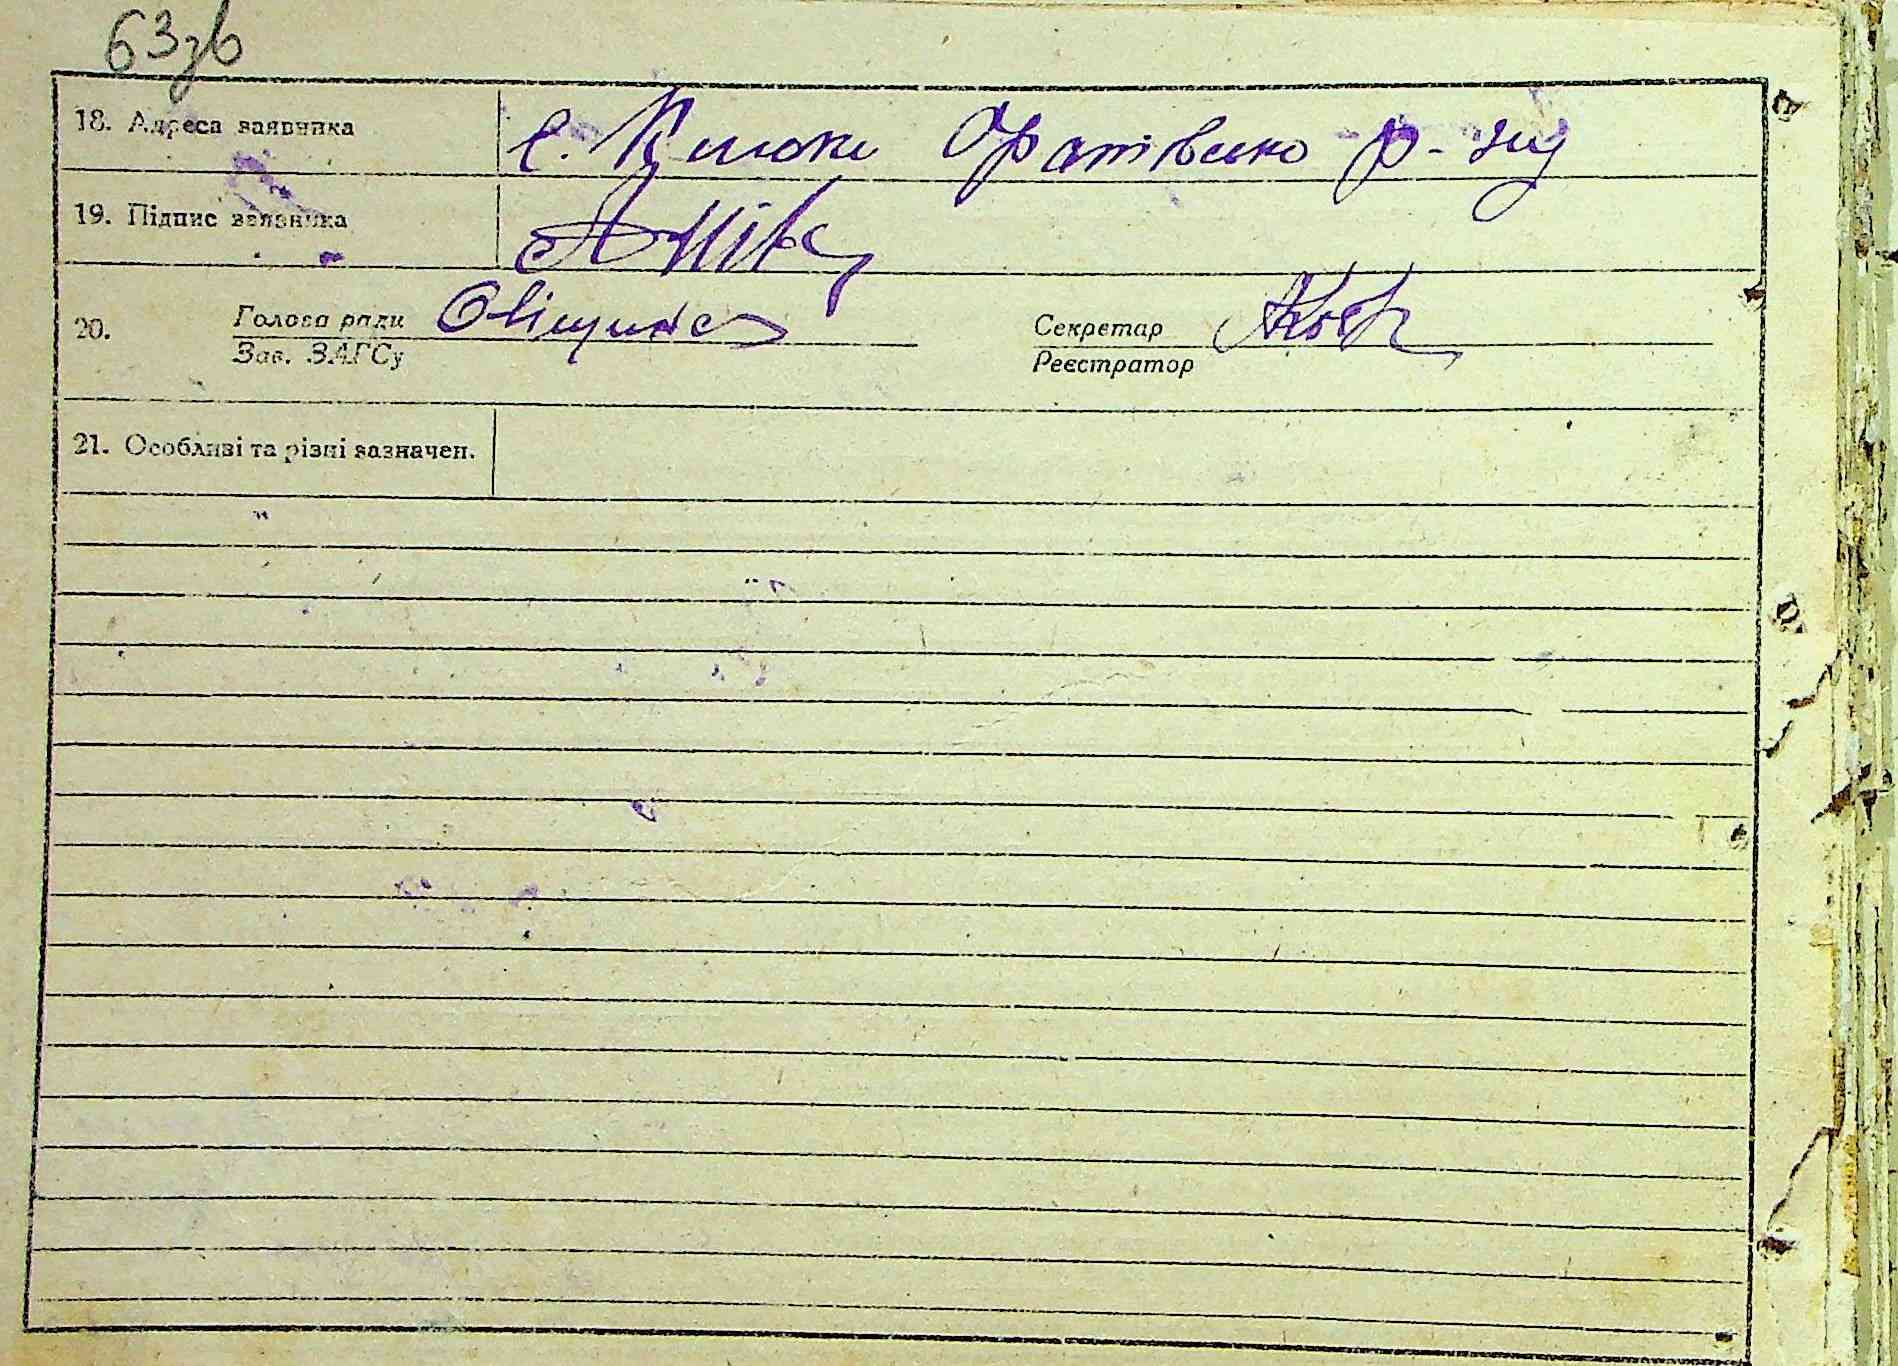 63зв
18. Адреса заявника с. Оратівсько р-ну
19. Підпис заявника
20. Голова ради Секретар
Зав. ЗАГСу Реєстратор
21. Особливі та різні зазначен.